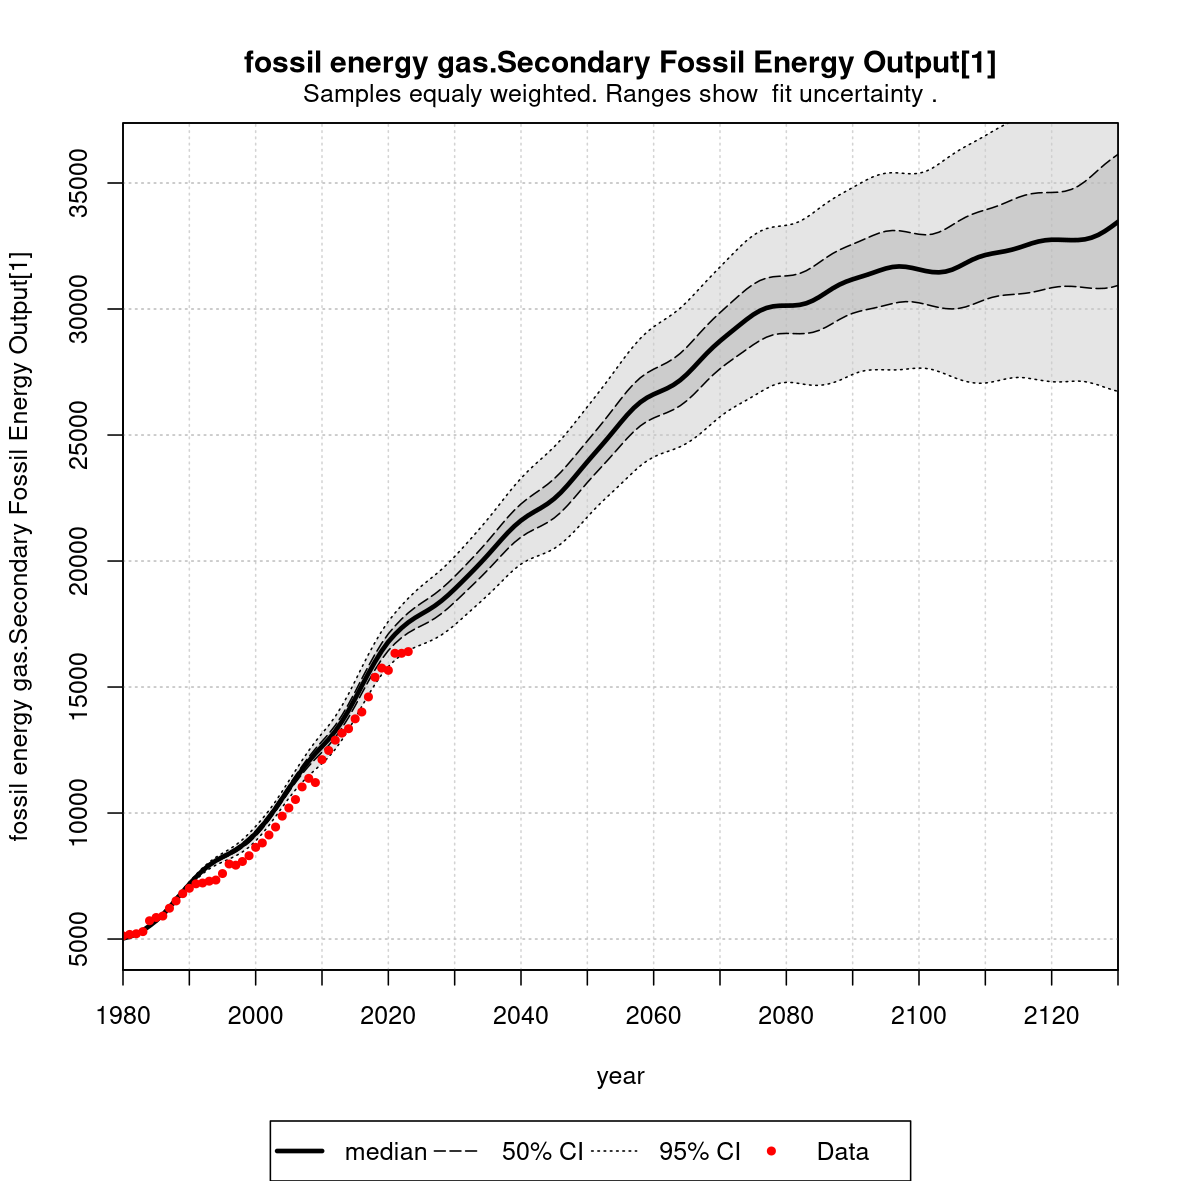 fossil energy gas.Secondary Fossil Energy Output[1]
Samples equaly weighted. Ranges show  fit uncertainty .
fossil energy gas.Secondary Fossil Energy Output[1]
35000
30000
25000
20000
15000
10000
5000
1980 2000 2020 2040 2060 2080 2100 2120
year
median 50% CI 95% CI Data